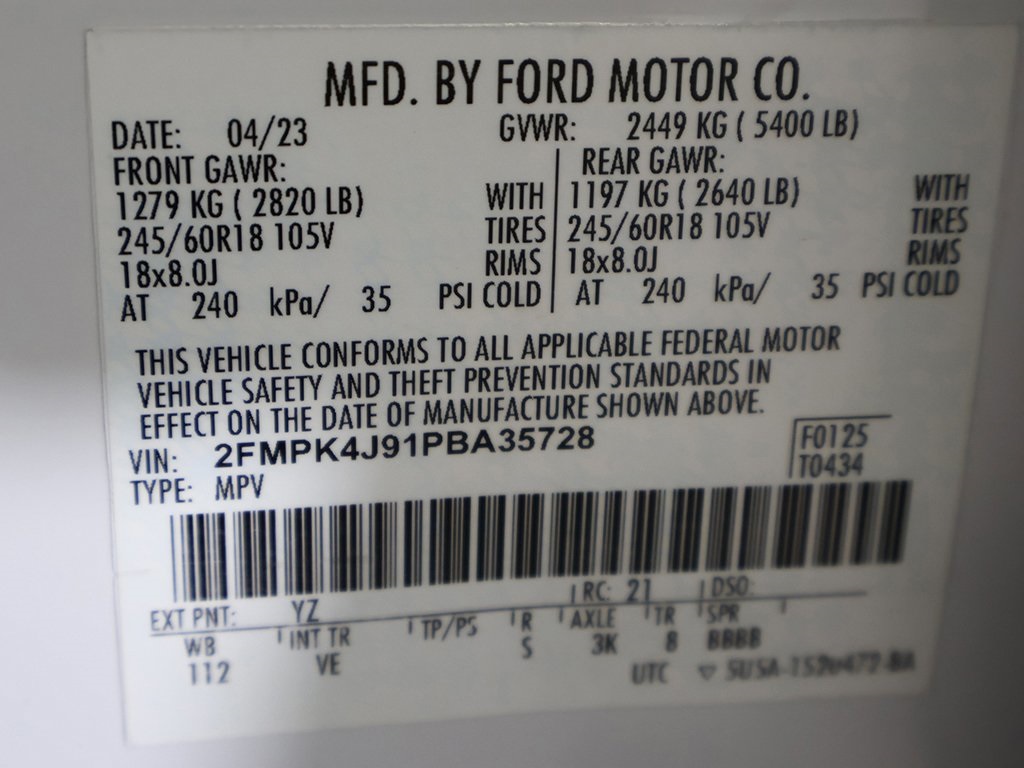 MFD. BY FORD MOTOR CO.
DATE: 04/23 GVWR: 2449 KG ( 5400 LB)
FRONT GAWR: REAR GAWR:
1279 KG ( 2820 LB) WITH 1197 KG ( 2640 LB) WITH
245/60R18 105V TIRES 245/60R18 105V TIRES
18x8.0J RIMS 18x8.0J RIMS
AT 240 kPa/ 35 PSI COLD AT 240 kPa/ 35 PSI COLD
THIS VEHICLE CONFORMS TO ALL APPLICABLE FEDERAL MOTOR
VEHICLE SAFETY AND THEFT PREVENTION STANDARDS IN
EFFECT ON THE DATE OF MANUFACTURE SHOWN ABOVE.
VIN: 2FMPK4J91PBA35728 F0125
TYPE: MPV T0434
RC: 21 DSO:
EXT PNT: YZ
WB INT TR TP/PS R AXLE TR SPR
112 VE S 3K 8 BBBB
UTC